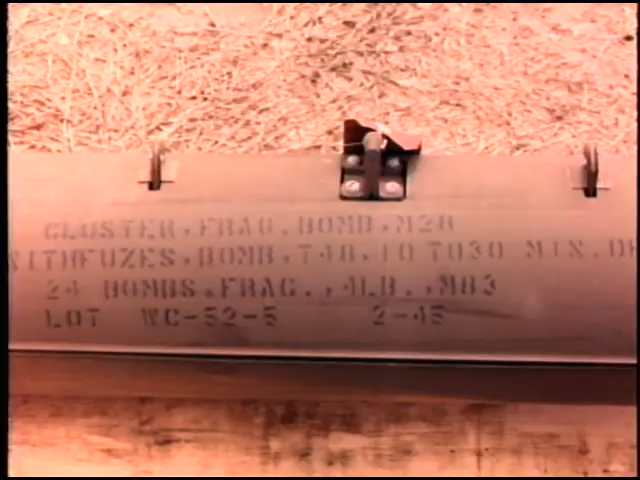 CLUSTER, FRAG. BOMB, M28
WITH FUZES, BOMB, T48, 10 TO 30 MIN. DE
24 BOMBS, FRAG., 4LB., M83
LOT WC-52-5 2-45